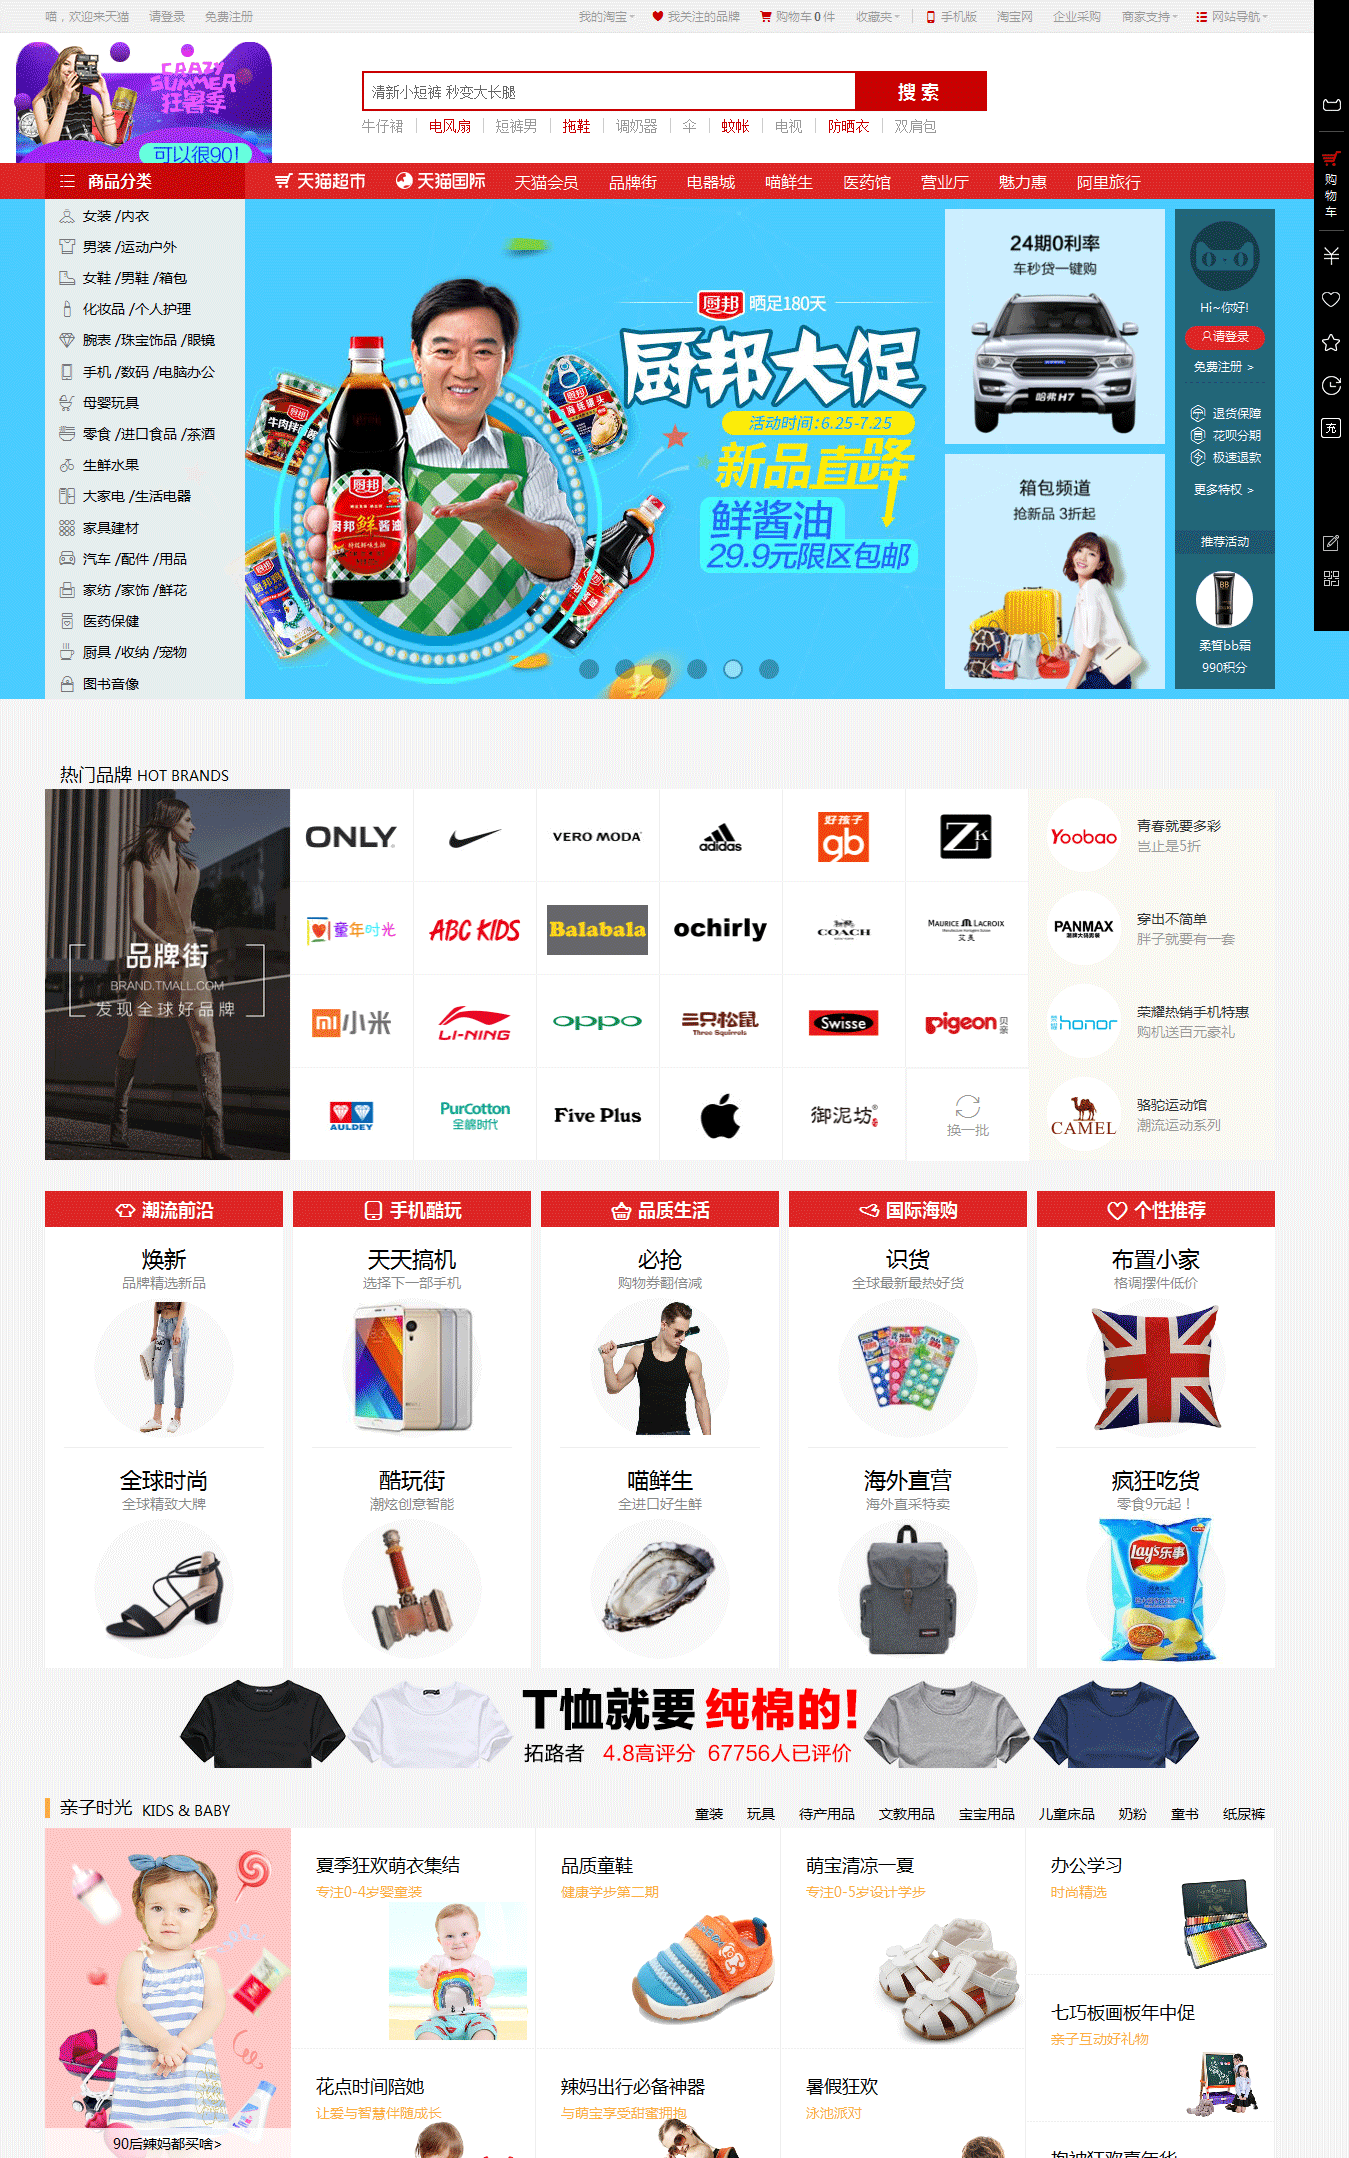 喵，欢迎来天猫 请登录 免费注册
我的淘宝 我关注的品牌 购物车0件 收藏夹 手机版 淘宝网 企业采购 商家支持 网站导航
CRAZY
SUMMER
狂暑季
可以很90!
清新小短裤 秒变大长腿
搜 索
牛仔裙 电风扇 短裤男 拖鞋 调奶器 伞 蚊帐 电视 防晒衣 双肩包
商品分类 天猫超市 天猫国际 天猫会员 品牌街 电器城 喵鲜生 医药馆 营业厅 魅力惠 阿里旅行
女装 /内衣
男装 /运动户外
女鞋 /男鞋 /箱包
化妆品 /个人护理
腕表 /珠宝饰品 /眼镜
手机 /数码 /电脑办公
母婴玩具
零食 /进口食品 /茶酒
生鲜水果
大家电 /生活电器
家具建材
汽车 /配件 /用品
家纺 /家饰 /鲜花
医药保健
厨具 /收纳 /宠物
图书音像
厨邦 晒足180天
厨邦大促
活动时间:6.25-7.25
新品直降
鲜酱油
29.9元限区包邮
厨邦
厨邦鲜酱油
24期0利率
车秒贷一键购
哈弗 H7
箱包频道
抢新品 3折起
Hi~你好!
请登录
免费注册 >
退货保障
花呗分期
极速退款
更多特权 >
推荐活动
BB
柔皙bb霜
990积分
购物车
充
热门品牌 HOT BRANDS
品牌街
BRAND.TMALL.COM
发现全球好品牌
ONLY VERO MODA adidas 好孩子 gb ZK
童年时光 ABC KIDS Balabala ochirly COACH MAURICE LACROIX 艾美
小米 LI-NING oppo 三只松鼠 Three Squirrels Swisse pigeon 贝亲
AULDEY PurCotton 全棉时代 Five Plus 御泥坊 换一批
Yoobao 青春就要多彩
岂止是5折
PANMAX 穿出不简单
胖子就要有一套
荣耀 honor 荣耀热销手机特惠
购机送百元豪礼
CAMEL 骆驼运动馆
潮流运动系列
潮流前沿 手机酷玩 品质生活 国际海购 个性推荐
焕新 天天搞机 必抢 识货 布置小家
品牌精选新品 选择下一部手机 购物券翻倍减 全球最新最热好货 格调摆件低价
全球时尚 酷玩街 喵鲜生 海外直营 疯狂吃货
全球精致大牌 潮炫创意智能 全进口好生鲜 海外直采特卖 零食9元起！
Lay's乐事
T恤就要 纯棉的!
拓路者 4.8高评分 67756人已评价
亲子时光 KIDS & BABY
童装 玩具 待产用品 文教用品 宝宝用品 儿童床品 奶粉 童书 纸尿裤
夏季狂欢萌衣集结 品质童鞋 萌宝清凉一夏 办公学习
专注0-4岁婴童装 健康学步第二期 专注0-5岁设计学步 时尚精选
七巧板画板年中促
亲子互动好礼物
花点时间陪她 辣妈出行必备神器 暑假狂欢
让爱与智慧伴随成长 与萌宝享受甜蜜拥抱 泳池派对
90后辣妈都买啥>